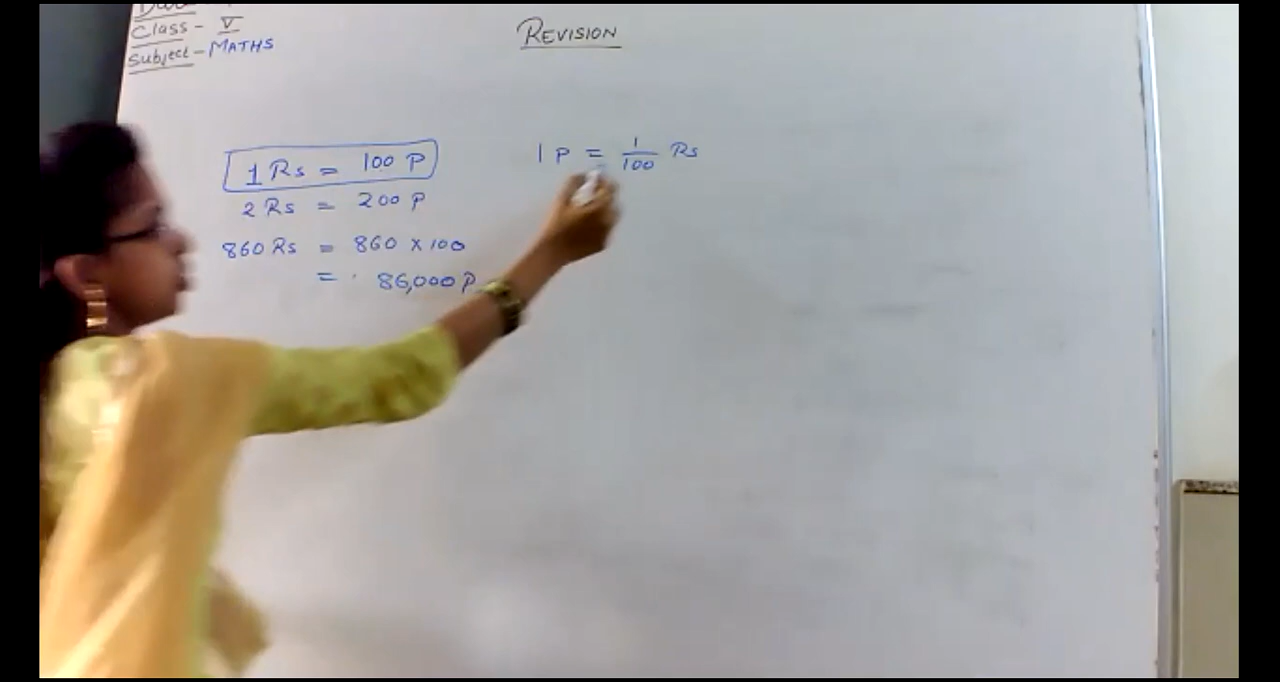 Class - V
Subject - MATHS
REVISION
1 Rs = 100 P
2 Rs = 200 P
860 Rs = 860 x 100
= 86,000 P
1 P = 1/100 Rs